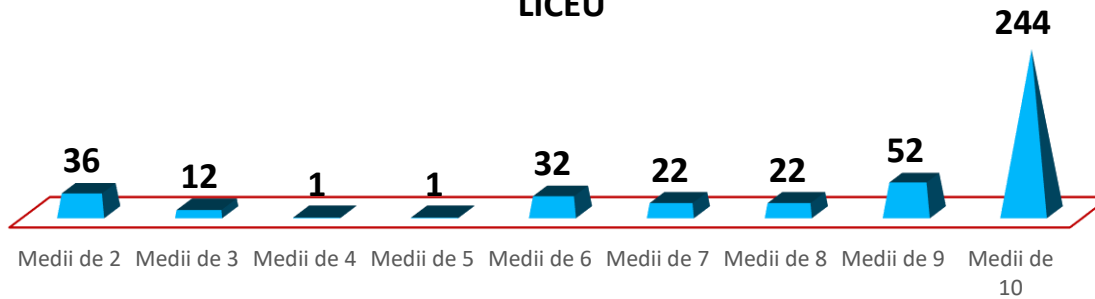 LICEU
244
36
12
1
1
32
22
22
52
Medii de 2
Medii de 3
Medii de 4
Medii de 5
Medii de 6
Medii de 7
Medii de 8
Medii de 9
Medii de
10